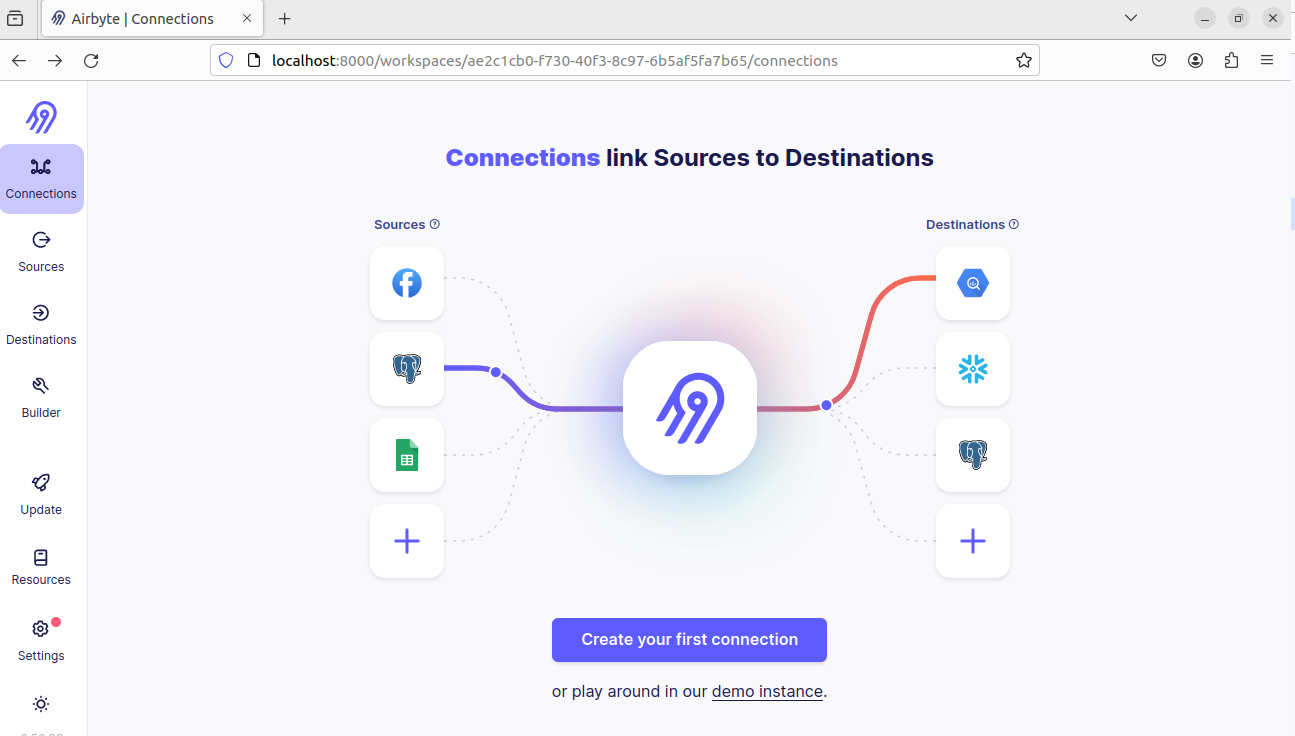 Airbyte | Connections
localhost:8000/workspaces/ae2c1cb0-f730-40f3-8c97-6b5af5fa7b65/connections
Connections
Sources
Destinations
Builder
Update
Resources
Settings
Connections link Sources to Destinations
Sources
Destinations
Create your first connection
or play around in our demo instance.